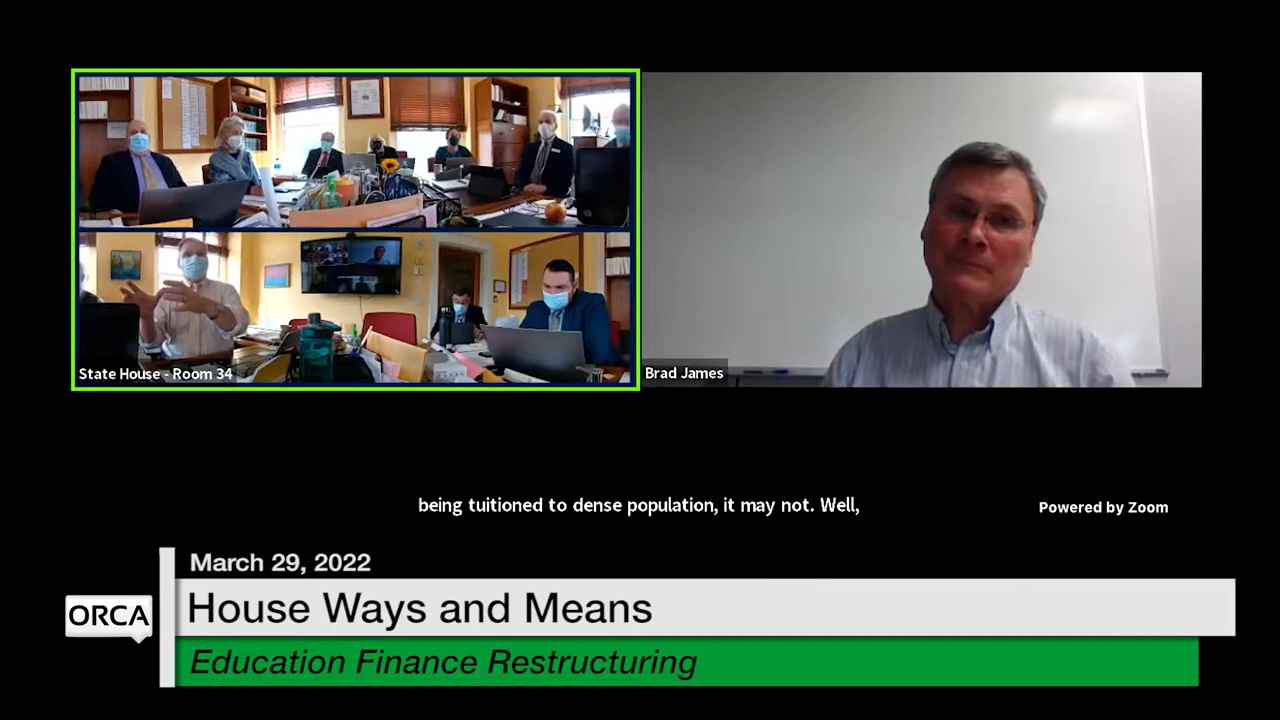 State House - Room 34
Brad James
being tuitioned to dense population, it may not. Well,
Powered by Zoom
March 29, 2022
ORCA
House Ways and Means
Education Finance Restructuring